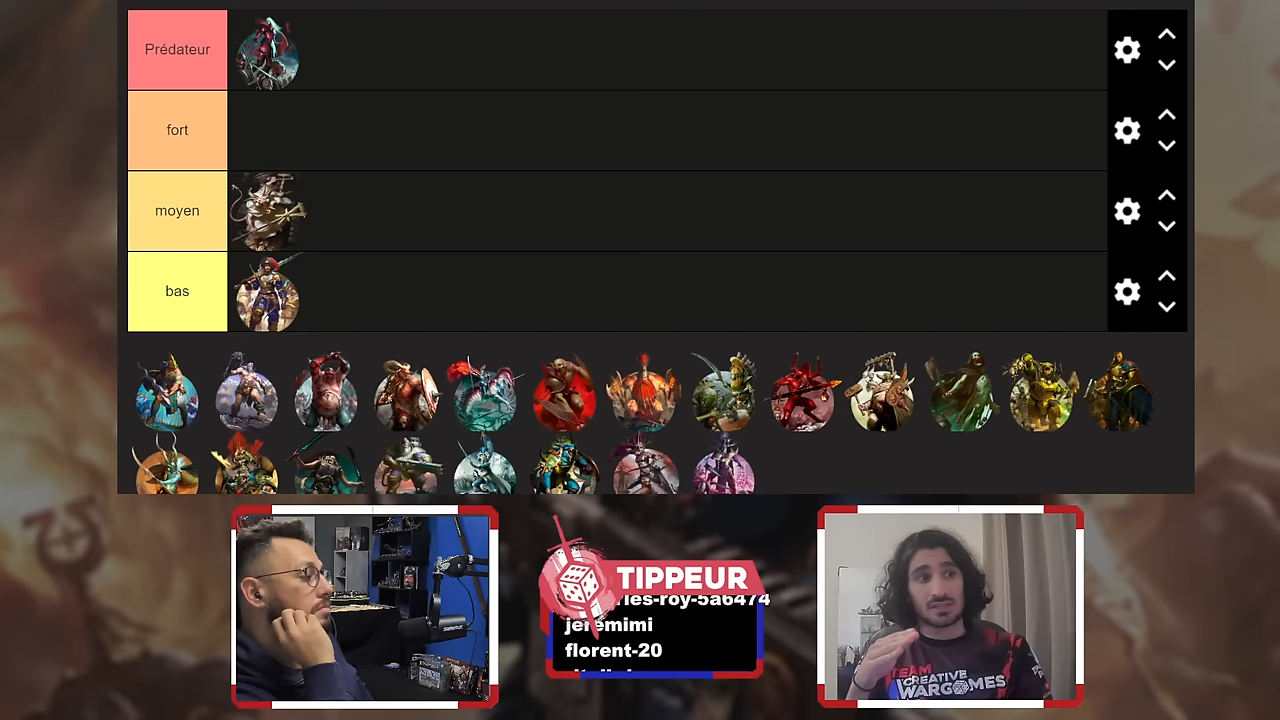 Prédateur
fort
moyen
bas
TIPPEUR
jeremimi
florent-20
TEAM
CREATIVE
WARGAMES